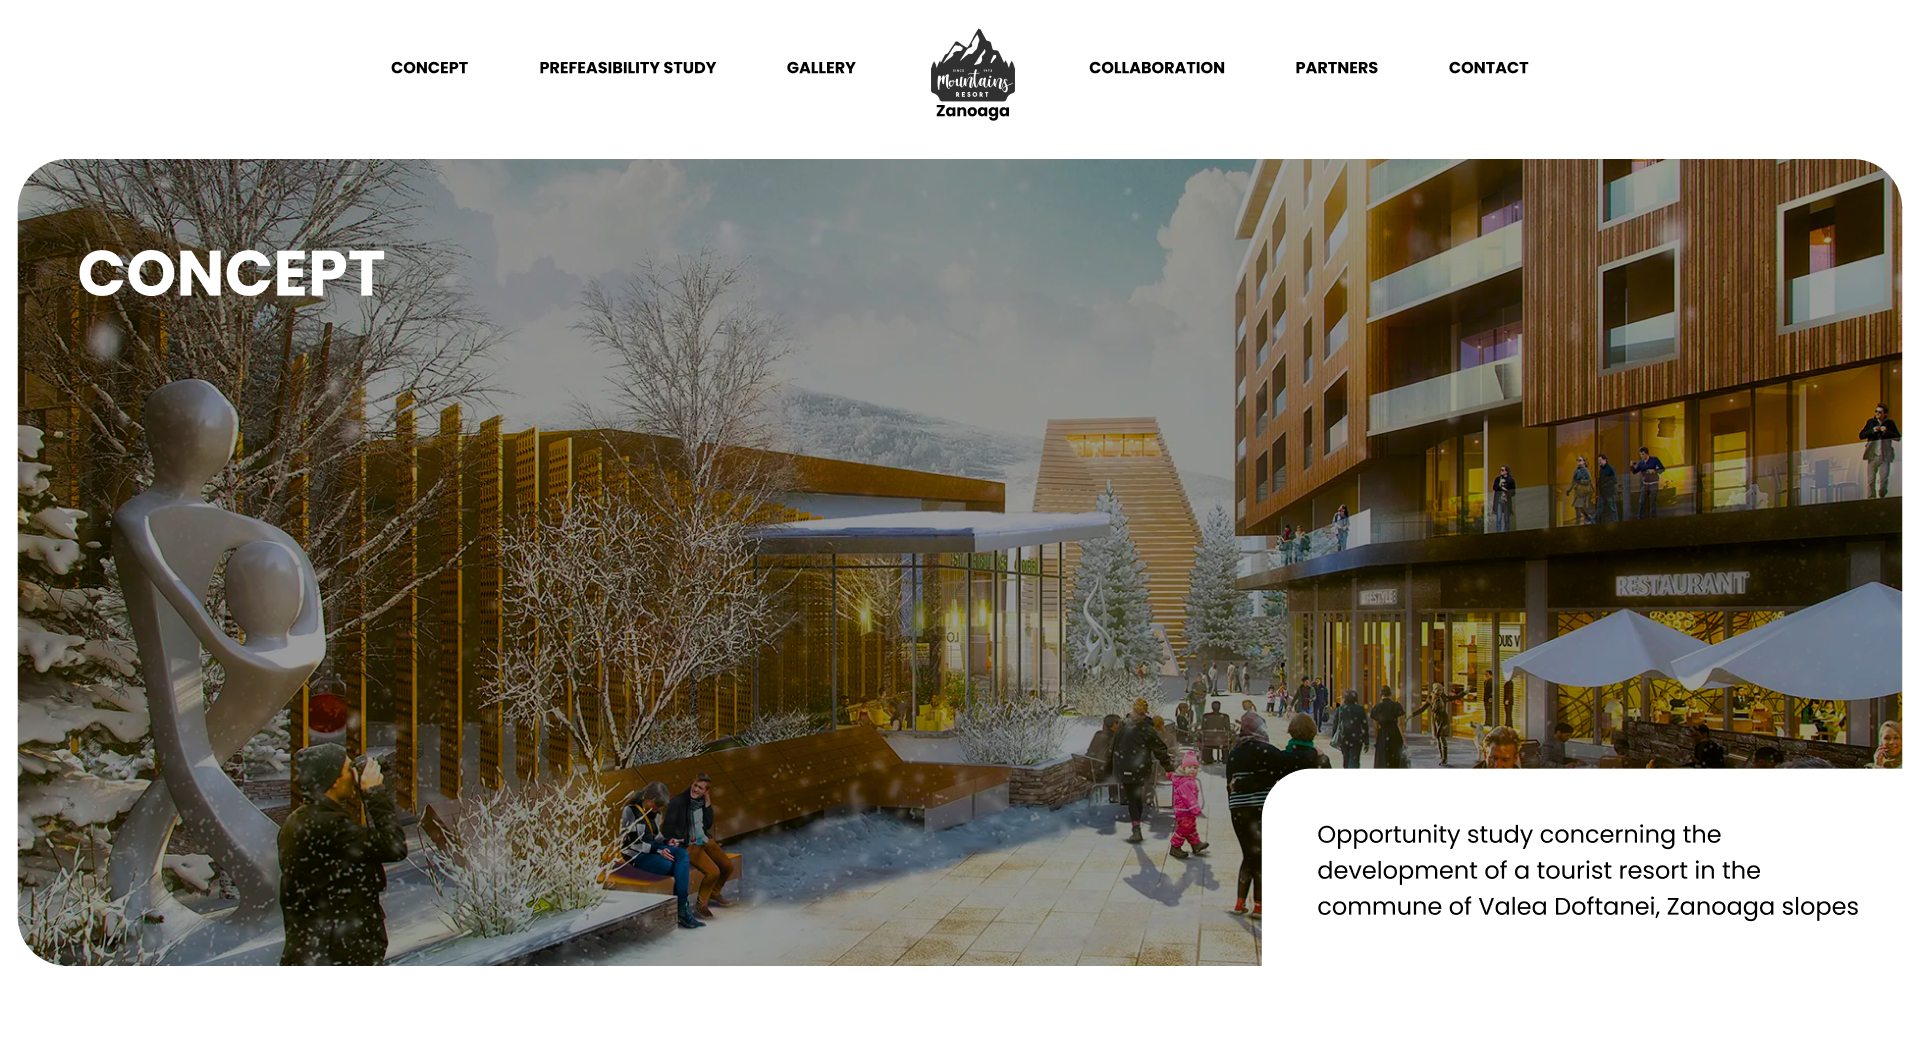 CONCEPT
PREFEASIBILITY STUDY
GALLERY
SINCE 1975
Mountains
RESORT
Zanoaga
COLLABORATION
PARTNERS
CONTACT
CONCEPT
RESTAURANT
Opportunity study concerning the
development of a tourist resort in the
commune of Valea Doftanei, Zanoaga slopes